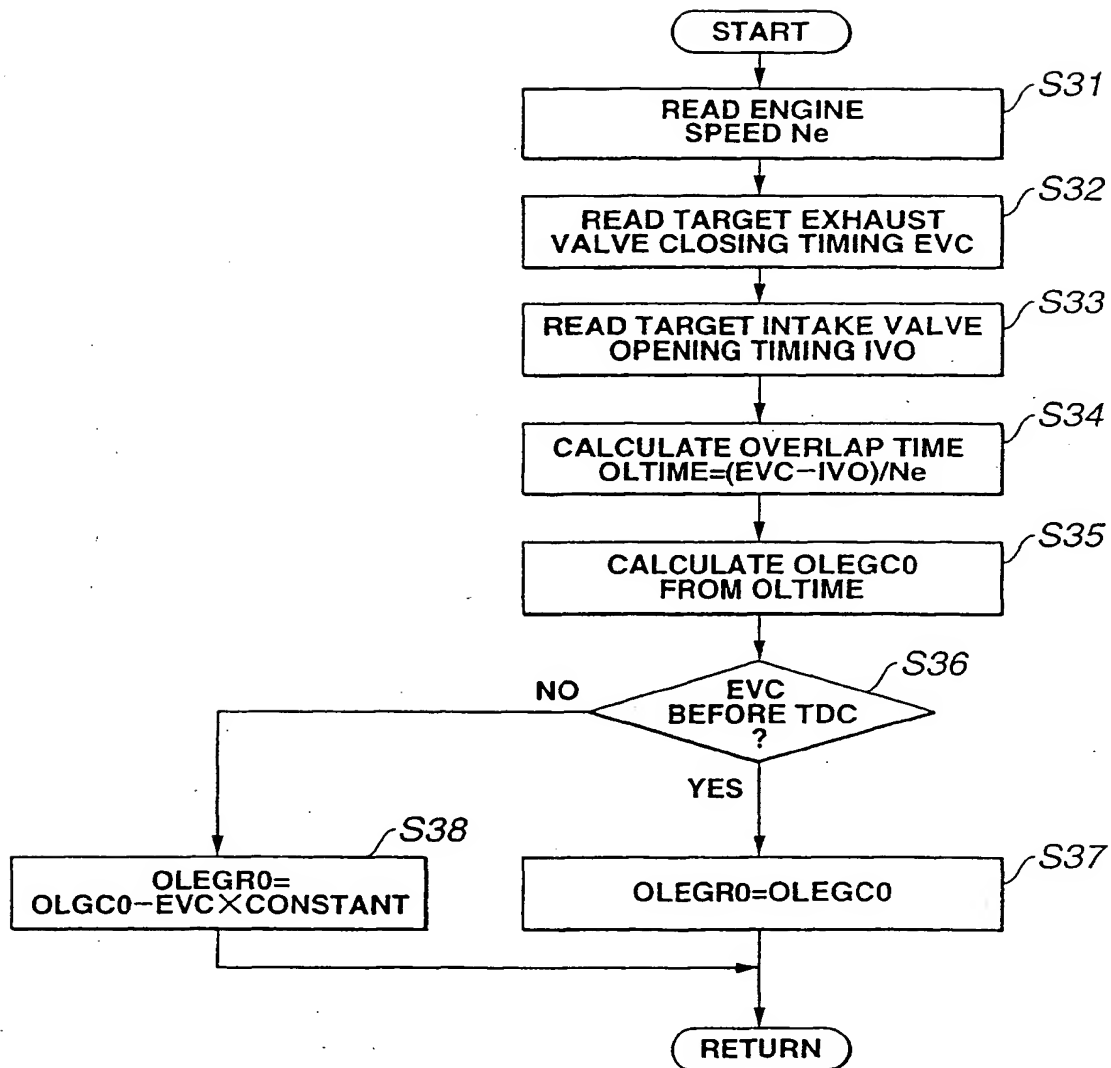 START
S31
READ ENGINE
SPEED Ne
S32
READ TARGET EXHAUST
VALVE CLOSING TIMING EVC
S33
READ TARGET INTAKE VALVE
OPENING TIMING IVO
S34
CALCULATE OVERLAP TIME
OLTIME=(EVC−IVO)/Ne
S35
CALCULATE OLEGC0
FROM OLTIME
S36
EVC
BEFORE TDC
?
NO
YES
S38
OLEGR0=
OLGC0−EVC×CONSTANT
S37
OLEGR0=OLEGC0
RETURN